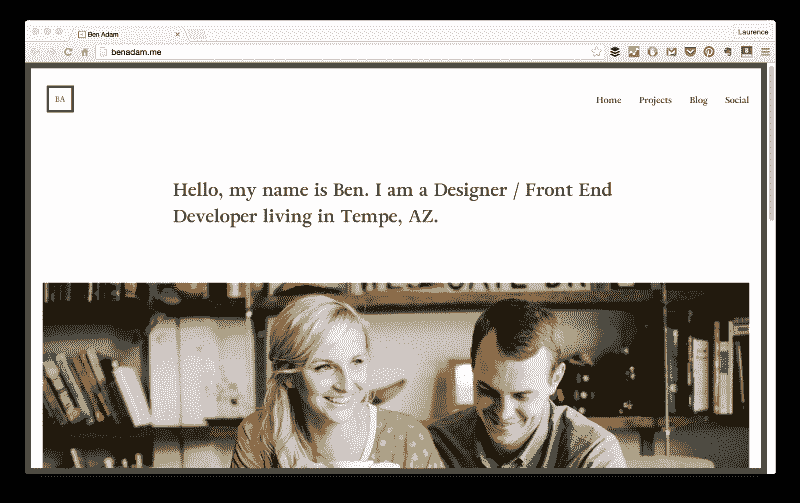 Ben Adam
Laurence
benadam.me
BA
Home Projects Blog Social
Hello, my name is Ben. I am a Designer / Front End
Developer living in Tempe, AZ.